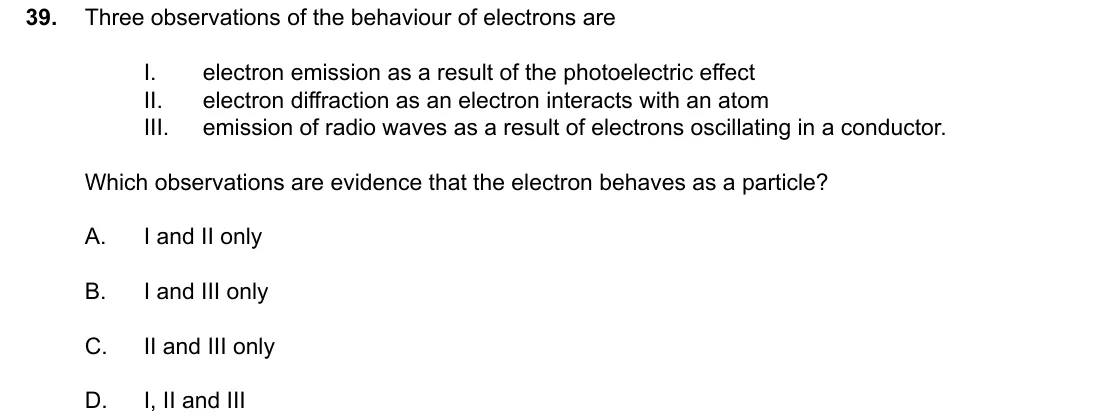 39. Three observations of the behaviour of electrons are
I. electron emission as a result of the photoelectric effect
II. electron diffraction as an electron interacts with an atom
III. emission of radio waves as a result of electrons oscillating in a conductor.
Which observations are evidence that the electron behaves as a particle?
A. I and II only
B. I and III only
C. II and III only
D. I, II and III